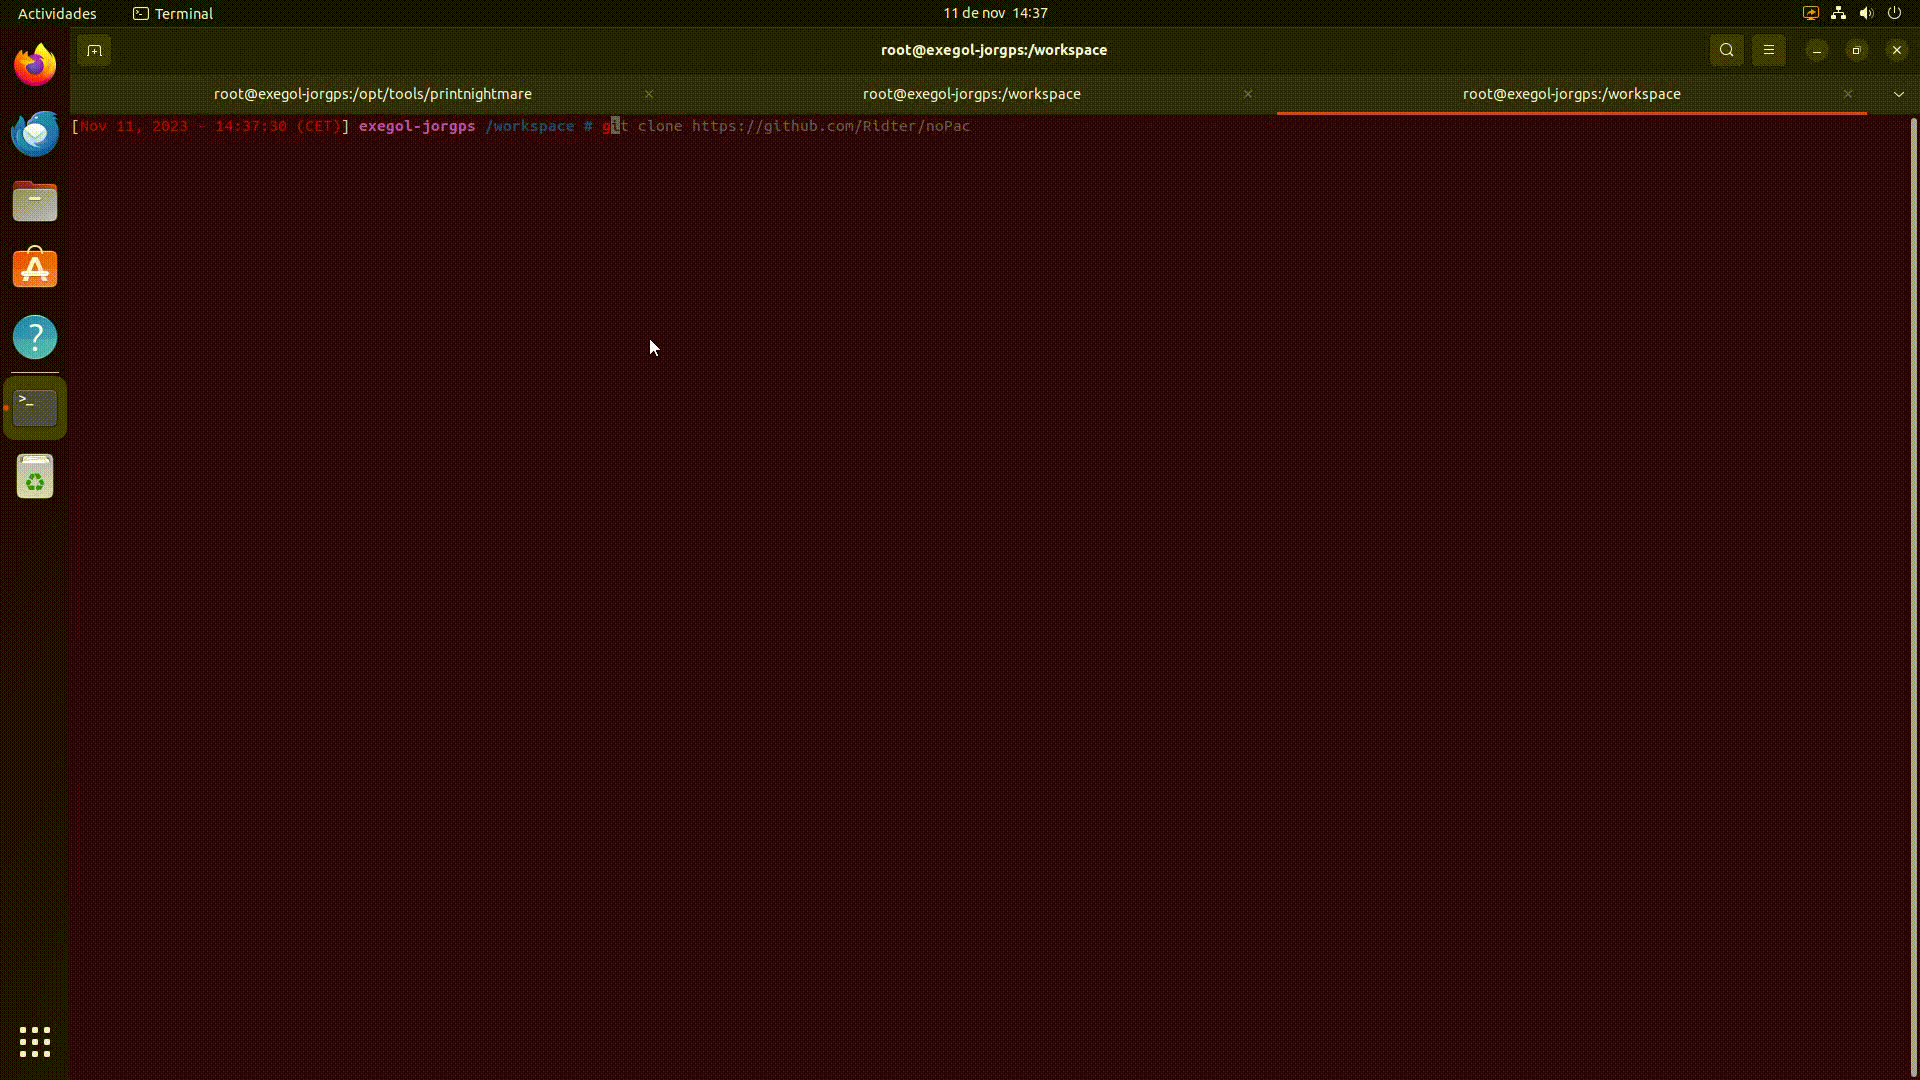 Actividades Terminal 11 de nov 14:37
root@exegol-jorgps:/workspace
root@exegol-jorgps:/opt/tools/printnightmare root@exegol-jorgps:/workspace root@exegol-jorgps:/workspace
[Nov 11, 2023 - 14:37:30 (CET)] exegol-jorgps /workspace # git clone https://github.com/Ridter/noPac